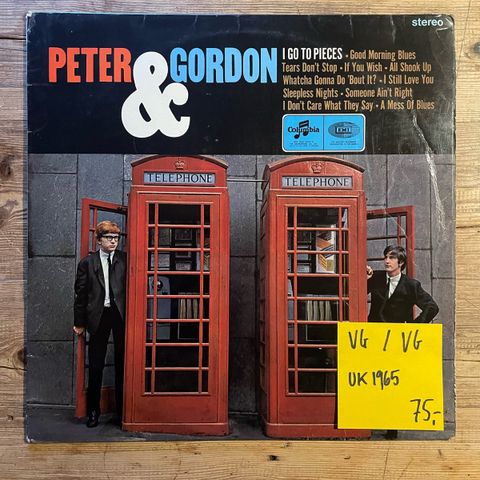 stereo
PETER & GORDON
I GO TO PIECES • Good Morning Blues
Tears Don't Stop • If You Wish • All Shook Up
Whatcha Gonna Do 'Bout It? • I Still Love You
Sleepless Nights • Someone Ain't Right
I Don't Care What They Say • A Mess Of Blues
Columbia
EMI
TELEPHONE
TELEPHONE
VG / VG
UK 1965
75,-